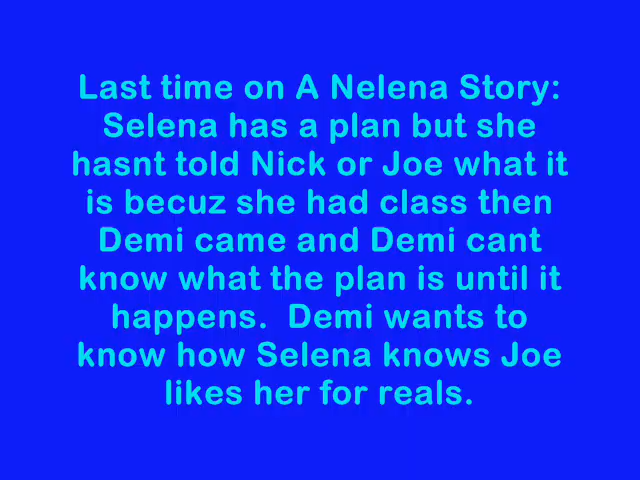 Last time on A Nelena Story:
Selena has a plan but she
hasnt told Nick or Joe what it
is becuz she had class then
Demi came and Demi cant
know what the plan is until it
happens.  Demi wants to
know how Selena knows Joe
likes her for reals.